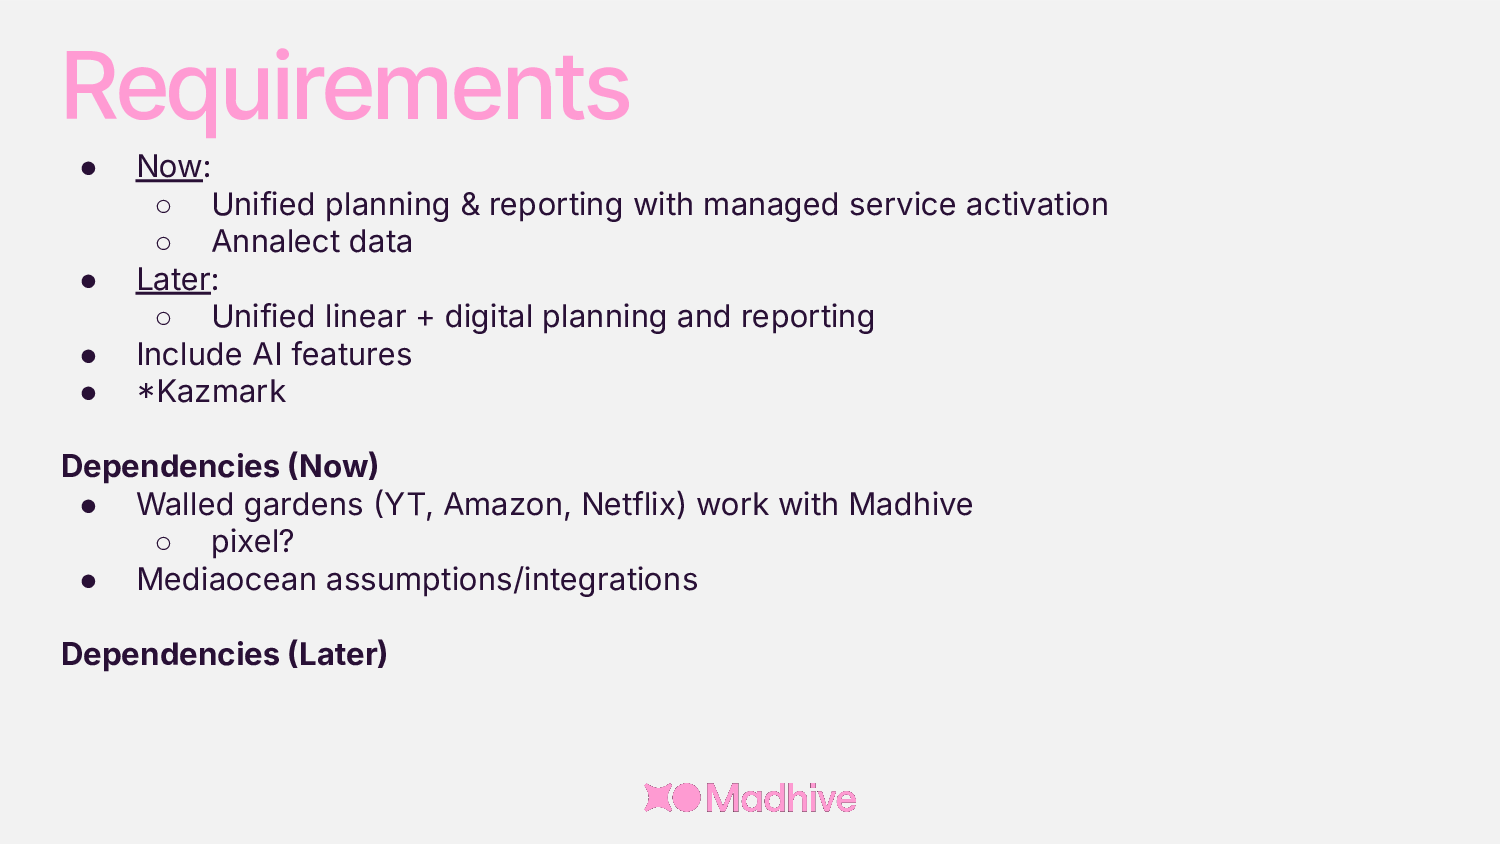 Requirements
● Now:
○ Unified planning & reporting with managed service activation
○ Annalect data
● Later:
○ Unified linear + digital planning and reporting
● Include AI features
● *Kazmark
Dependencies (Now)
● Walled gardens (YT, Amazon, Netflix) work with Madhive
○ pixel?
● Mediaocean assumptions/integrations
Dependencies (Later)
Madhive